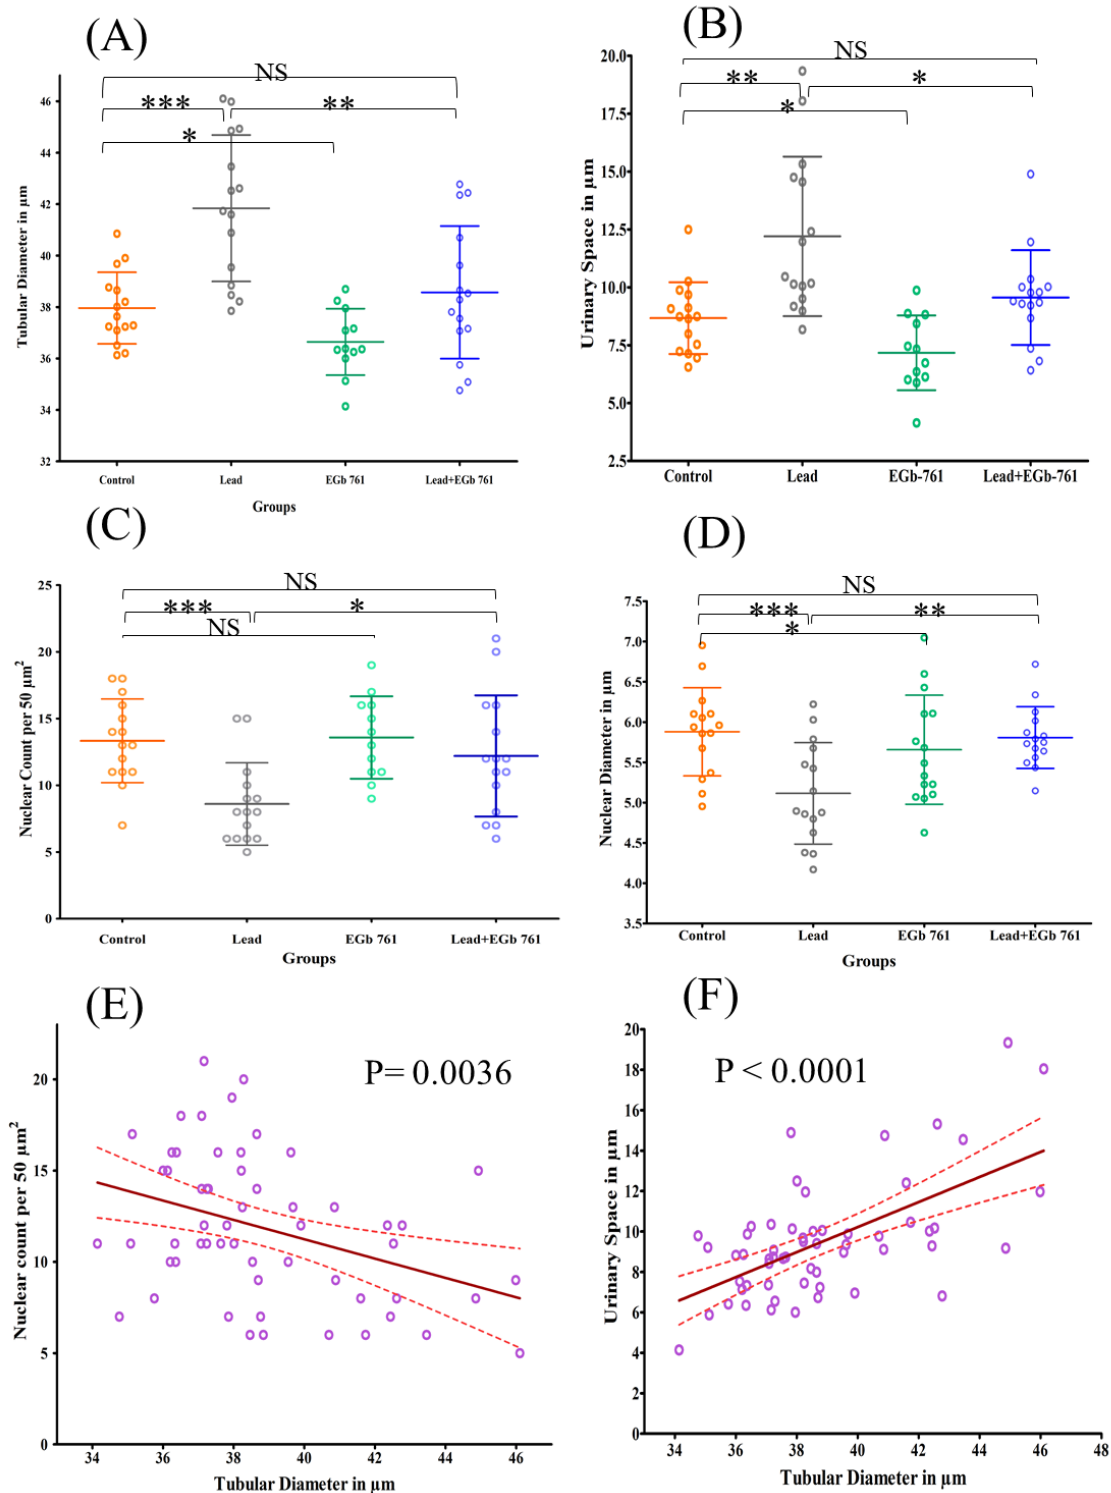 (A)
NS
***
**
*
Tubular Diameter in µm
46
44
42
40
38
36
34
32
Control
Lead
EGb 761
Lead+EGb 761
Groups
(B)
NS
**
*
*
Urinary Space in µm
20.0
17.5
15.0
12.5
10.0
7.5
5.0
2.5
Control
Lead
EGb-761
Lead+EGb-761
(C)
NS
***
*
NS
Nuclear Count per 50 µm²
25
20
15
10
5
0
Control
Lead
EGb 761
Lead+EGb 761
Groups
(D)
NS
***
**
*
Nuclear Diameter in µm
7.5
7.0
6.5
6.0
5.5
5.0
4.5
4.0
3.5
Control
Lead
EGb 761
Lead+EGb 761
Groups
(E)
P= 0.0036
Nuclear count per 50 µm²
20
15
10
5
0
34
36
38
40
42
44
46
Tubular Diameter in µm
(F)
P < 0.0001
Urinary Space in µm
20
18
16
14
12
10
8
6
4
2
0
34
36
38
40
42
44
46
48
Tubular Diameter in µm